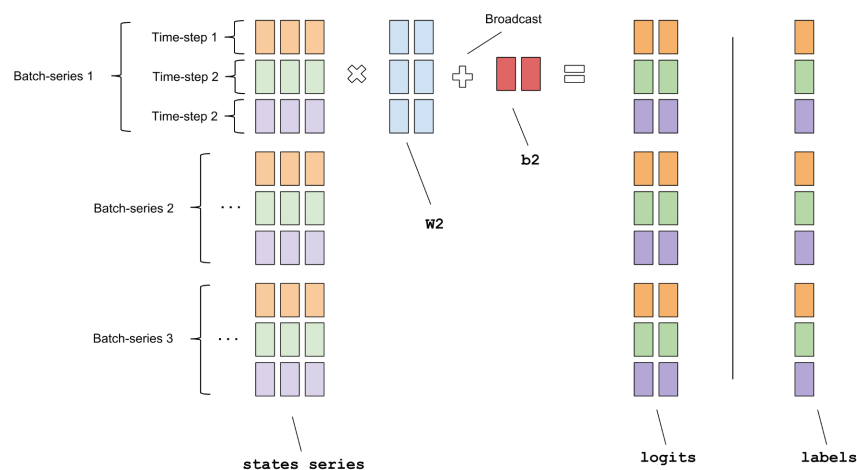 Broadcast
Time-step 1
Batch-series 1
Time-step 2
Time-step 2
b2
Batch-series 2
...
W2
Batch-series 3
...
states series
logits
labels